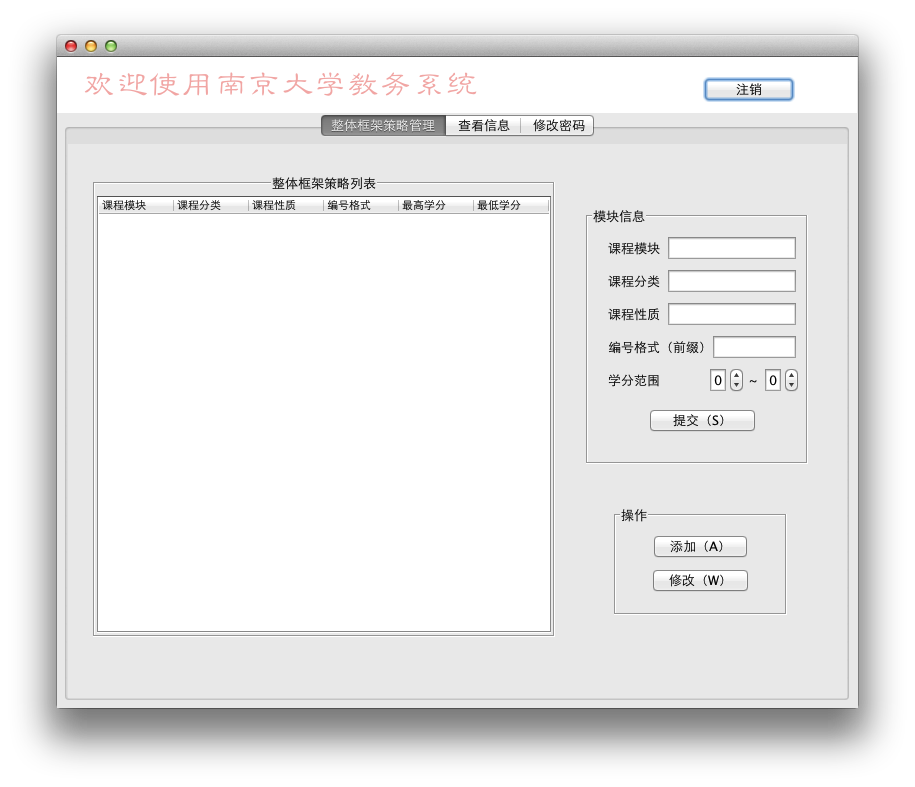 欢迎使用南京大学教务系统
注销
整体框架策略管理 查看信息 修改密码
整体框架策略列表
课程模块 课程分类 课程性质 编号格式 最高学分 最低学分
模块信息
课程模块
课程分类
课程性质
编号格式（前缀）
学分范围 0 ~ 0
提交（S）
操作
添加（A）
修改（W）